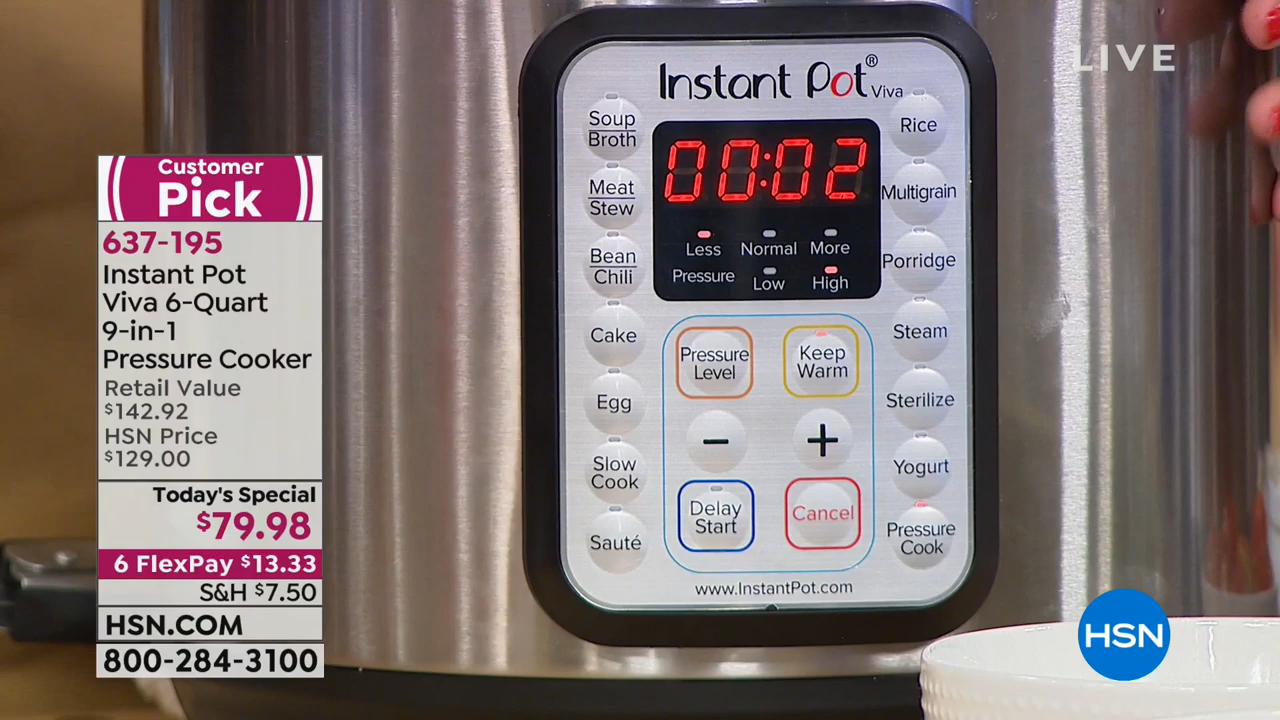 LIVE
Customer
Pick
637-195
Instant Pot
Viva 6-Quart
9-in-1
Pressure Cooker
Retail Value
$142.92
HSN Price
$129.00
Today's Special
$79.98
6 FlexPay $13.33
S&H $7.50
HSN.COM
800-284-3100
Instant Pot® Viva
00:02
Less Normal More
Pressure Low High
Soup
Broth
Meat
Stew
Bean
Chili
Cake
Egg
Slow
Cook
Sauté
Pressure
Level
Keep
Warm
- +
Delay
Start
Cancel
Rice
Multigrain
Porridge
Steam
Sterilize
Yogurt
Pressure
Cook
www.InstantPot.com
HSN